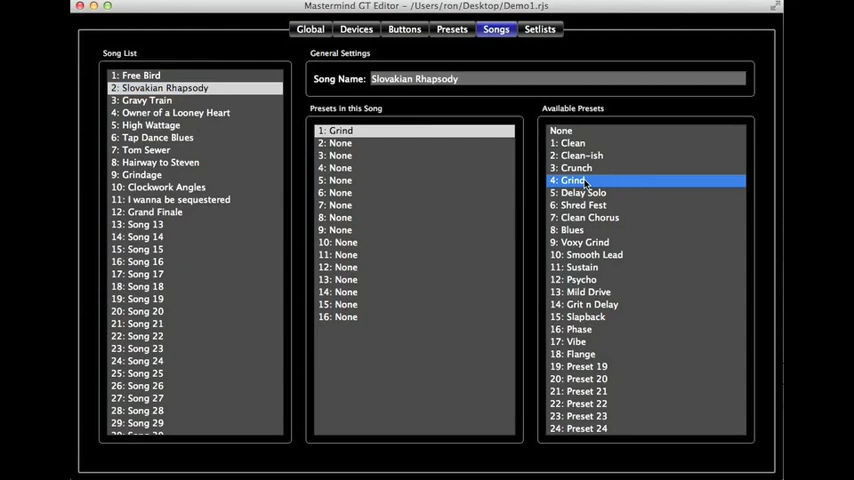 Mastermind GT Editor - /Users/ron/Desktop/Demo1.rjs
Global Devices Buttons Presets Songs Setlists
Song List
1: Free Bird
2: Slovakian Rhapsody
3: Gravy Train
4: Owner of a Looney Heart
5: High Wattage
6: Tap Dance Blues
7: Tom Sewer
8: Hairway to Steven
9: Grindage
10: Clockwork Angles
11: I wanna be sequestered
12: Grand Finale
13: Song 13
14: Song 14
15: Song 15
16: Song 16
17: Song 17
18: Song 18
19: Song 19
20: Song 20
21: Song 21
22: Song 22
23: Song 23
24: Song 24
25: Song 25
26: Song 26
27: Song 27
28: Song 28
29: Song 29
General Settings
Song Name: Slovakian Rhapsody
Presets in this Song
1: Grind
2: None
3: None
4: None
5: None
6: None
7: None
8: None
9: None
10: None
11: None
12: None
13: None
14: None
15: None
16: None
Available Presets
None
1: Clean
2: Clean-ish
3: Crunch
4: Grind
5: Delay Solo
6: Shred Fest
7: Clean Chorus
8: Blues
9: Voxy Grind
10: Smooth Lead
11: Sustain
12: Psycho
13: Mild Drive
14: Grit n Delay
15: Slapback
16: Phase
17: Vibe
18: Flange
19: Preset 19
20: Preset 20
21: Preset 21
22: Preset 22
23: Preset 23
24: Preset 24